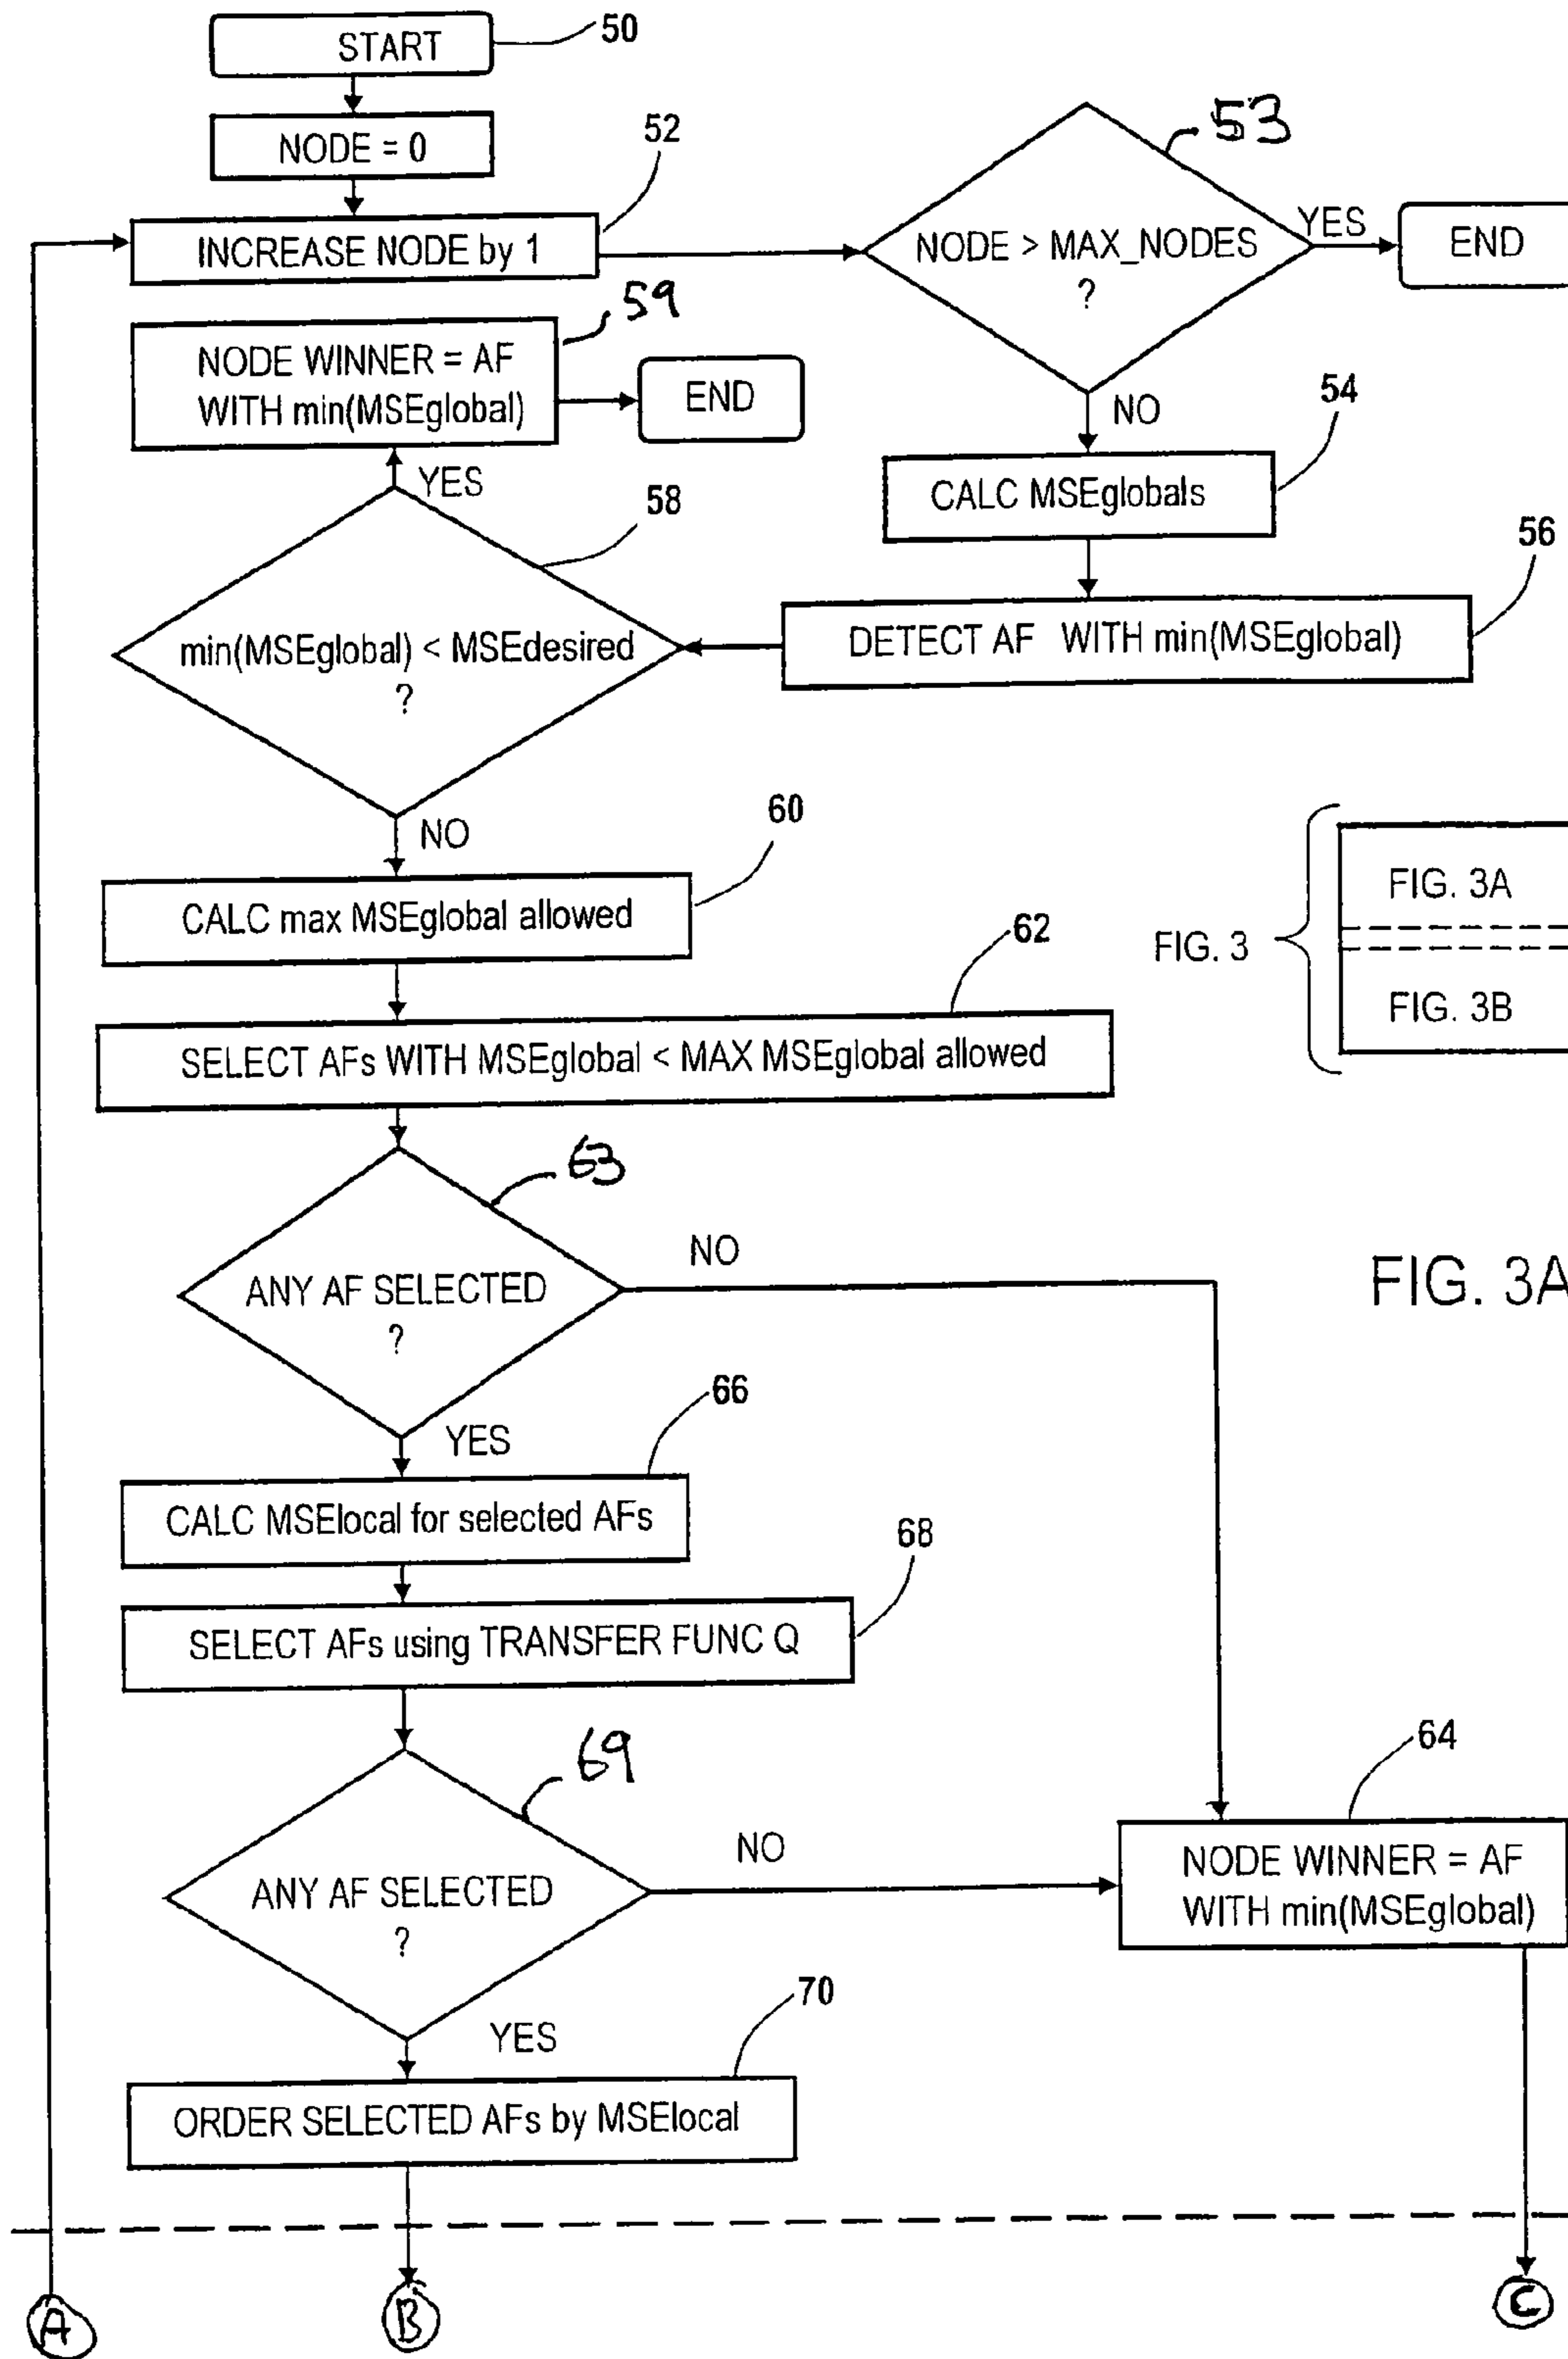 START
50
NODE = 0
52
INCREASE NODE by 1
53
NODE > MAX_NODES
?
YES
END
NO
59
NODE WINNER = AF
WITH min(MSEglobal)
END
54
CALC MSEglobals
56
DETECT AF WITH min(MSEglobal)
YES
58
min(MSEglobal) < MSEdesired
?
NO
60
CALC max MSEglobal allowed
62
SELECT AFs WITH MSEglobal < MAX MSEglobal allowed
FIG. 3
FIG. 3A
FIG. 3B
63
ANY AF SELECTED
?
NO
FIG. 3A
YES
66
CALC MSElocal for selected AFs
68
SELECT AFs using TRANSFER FUNC Q
69
ANY AF SELECTED
?
NO
64
NODE WINNER = AF
WITH min(MSEglobal)
YES
70
ORDER SELECTED AFs by MSElocal
A
B
C